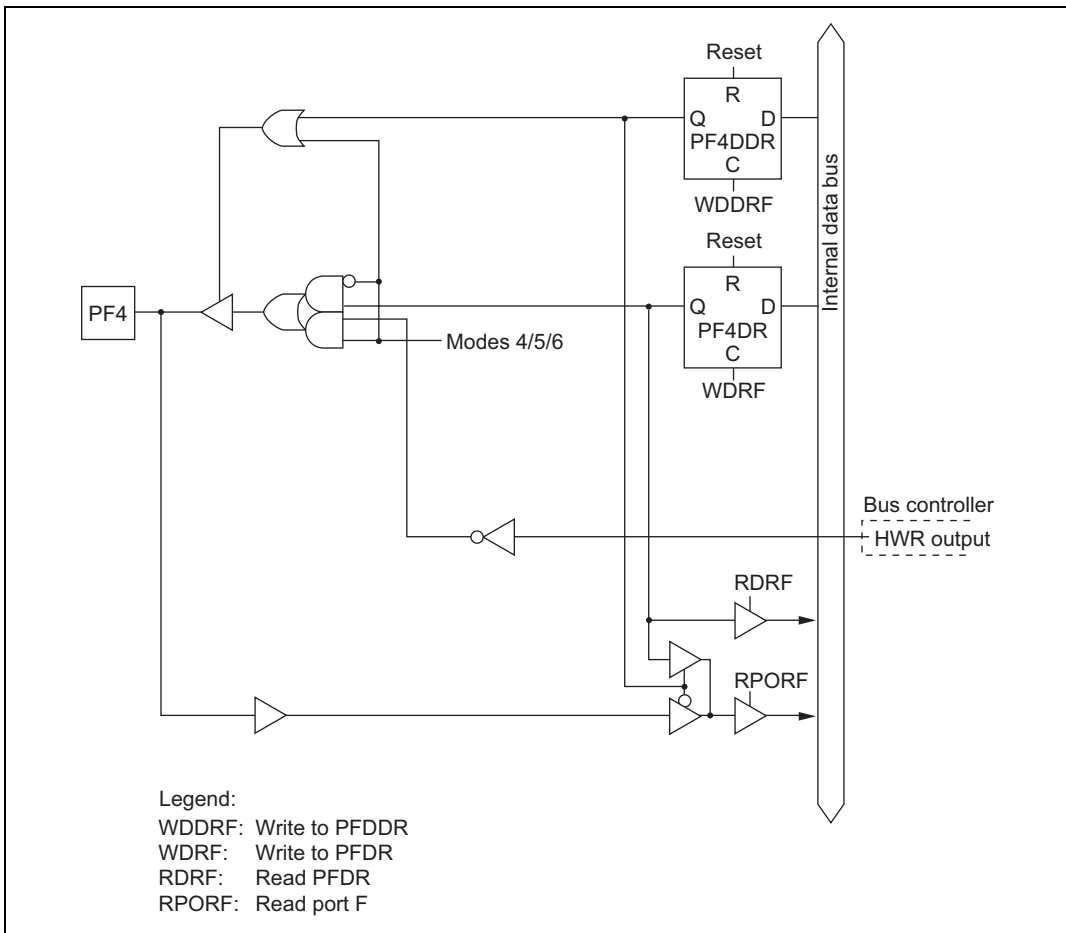 Reset
R
Q D
PF4DDR
C
WDDRF
Reset
R
Q D
PF4DR
C
WDRF
Internal data bus
PF4
Modes 4/5/6
Bus controller
HWR output
RDRF
RPORF
Legend:
WDDRF: Write to PFDDR
WDRF: Write to PFDR
RDRF: Read PFDR
RPORF: Read port F